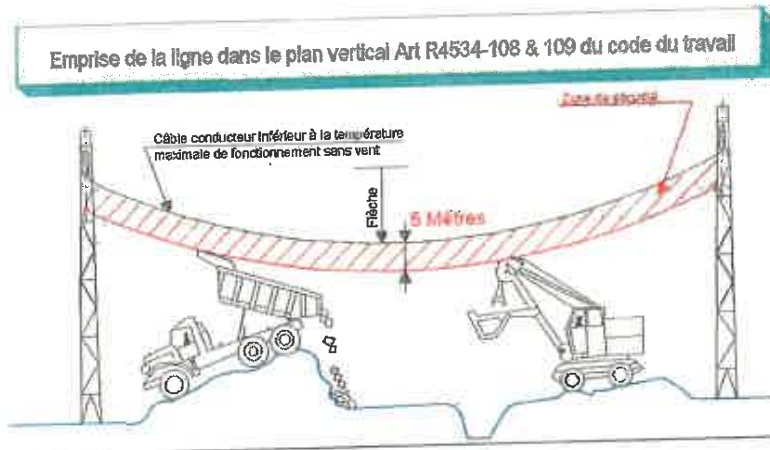 Emprise de la ligne dans le plan vertical Art R4534-108 & 109 du code du travail
Zone de sécurité
Câble conducteur inférieur à la température
maximale de fonctionnement sans vent
Flèche
5 Mètres